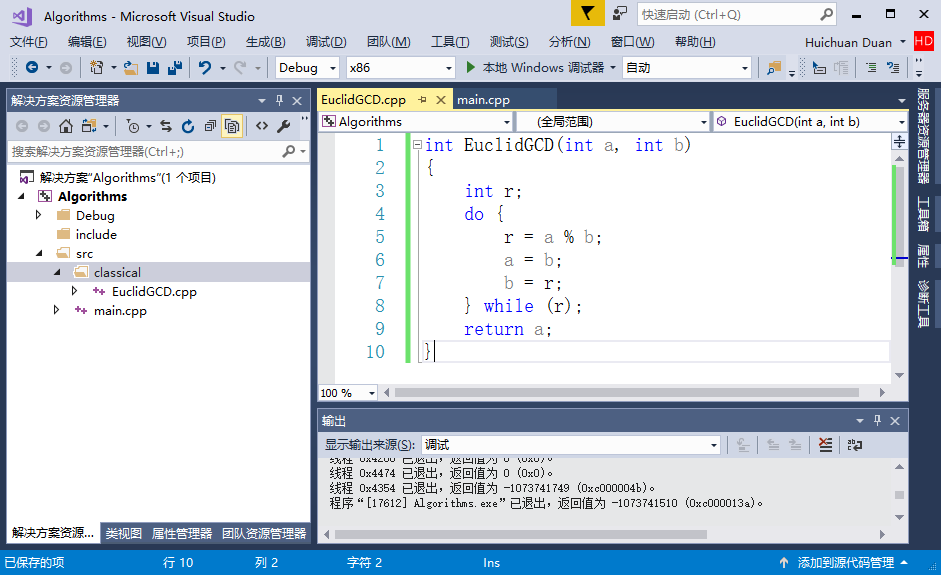 Algorithms - Microsoft Visual Studio
快速启动 (Ctrl+Q)
文件(F) 编辑(E) 视图(V) 项目(P) 生成(B) 调试(D) 团队(M) 工具(T) 测试(S) 分析(N) 窗口(W) 帮助(H) Huichuan Duan HD
Debug x86 本地 Windows 调试器 自动
解决方案资源管理器
搜索解决方案资源管理器(Ctrl+;)
解决方案"Algorithms"(1 个项目)
Algorithms
Debug
include
src
classical
EuclidGCD.cpp
main.cpp
解决方案资源... 类视图 属性管理器 团队资源管理器
EuclidGCD.cpp main.cpp
Algorithms (全局范围) EuclidGCD(int a, int b)
1 int EuclidGCD(int a, int b)
2 {
3 int r;
4 do {
5 r = a % b;
6 a = b;
7 b = r;
8 } while (r);
9 return a;
10 }
100 %
输出
显示输出来源(S): 调试
线程 0x4200 已退出，返回值为 0 (0x0)。
线程 0x4474 已退出，返回值为 0 (0x0)。
线程 0x4354 已退出，返回值为 -1073741749 (0xc000004b)。
程序“[17612] Algorithms.exe”已退出，返回值为 -1073741510 (0xc000013a)。
服务器资源管理器
工具箱
属性
诊断工具
已保存的项 行 10 列 2 字符 2 Ins 添加到源代码管理